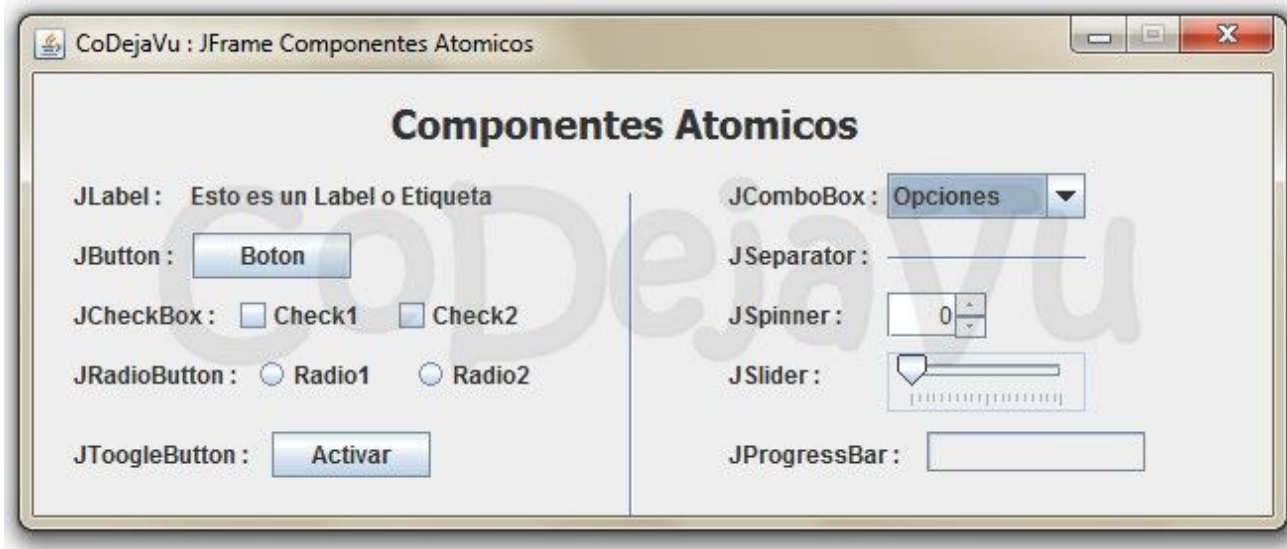 CoDejaVu : JFrame Componentes Atomicos
Componentes Atomicos
JLabel : Esto es un Label o Etiqueta
JButton : Boton
JCheckBox : Check1 Check2
JRadioButton : Radio1 Radio2
JToogleButton : Activar
JComboBox : Opciones
JSeparator :
JSpinner : 0
JSlider :
JProgressBar :
CoDejaVu